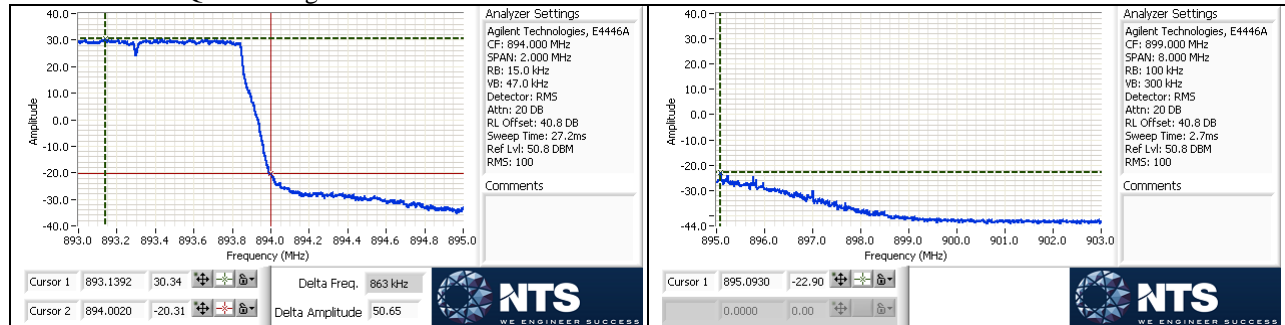 40.0
30.0
20.0
10.0
0.0
-10.0
-20.0
-30.0
-40.0
Amplitude
893.0 893.2 893.4 893.6 893.8 894.0 894.2 894.4 894.6 894.8 895.0
Frequency (MHz)
Analyzer Settings
Agilent Technologies, E4446A
CF: 894.000 MHz
SPAN: 2.000 MHz
RB: 15.0 kHz
VB: 47.0 kHz
Detector: RMS
Attn: 20 DB
RL Offset: 40.8 DB
Sweep Time: 27.2ms
Ref Lvl: 50.8 DBM
RMS: 100
Comments
Cursor 1 893.1392 30.34
Cursor 2 894.0020 -20.31
Delta Freq. 863 kHz
Delta Amplitude 50.65
NTS
WE ENGINEER SUCCESS
40.0
30.0
20.0
10.0
0.0
-10.0
-20.0
-30.0
-44.0
Amplitude
895.0 896.0 897.0 898.0 899.0 900.0 901.0 902.0 903.0
Frequency (MHz)
Analyzer Settings
Agilent Technologies, E4446A
CF: 899.000 MHz
SPAN: 8.000 MHz
RB: 100 kHz
VB: 300 kHz
Detector: RMS
Attn: 20 DB
RL Offset: 40.8 DB
Sweep Time: 2.7ms
Ref Lvl: 50.8 DBM
RMS: 100
Comments
Cursor 1 895.0930 -22.90
0.0000 0.00
NTS
WE ENGINEER SUCCESS